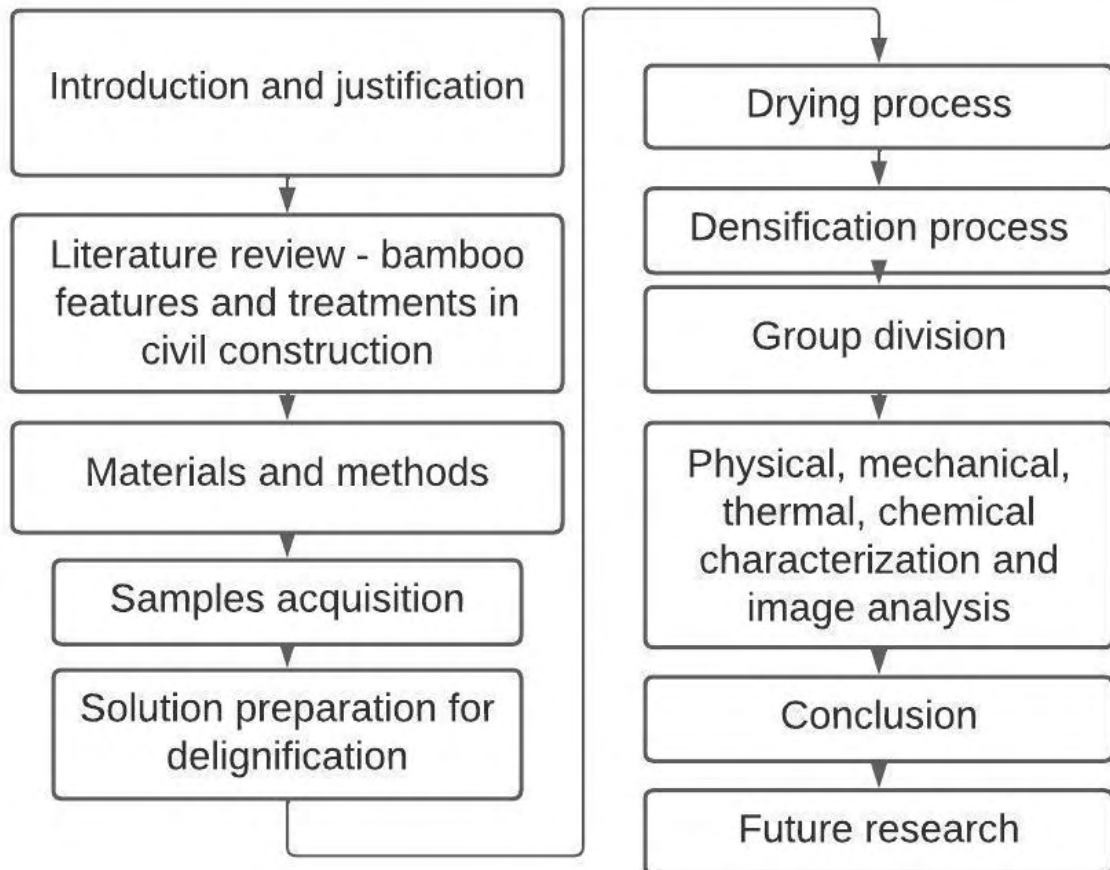 Introduction and justification
Literature review - bamboo
features and treatments in
civil construction
Materials and methods
Samples acquisition
Solution preparation for
delignification
Drying process
Densification process
Group division
Physical, mechanical,
thermal, chemical
characterization and
image analysis
Conclusion
Future research